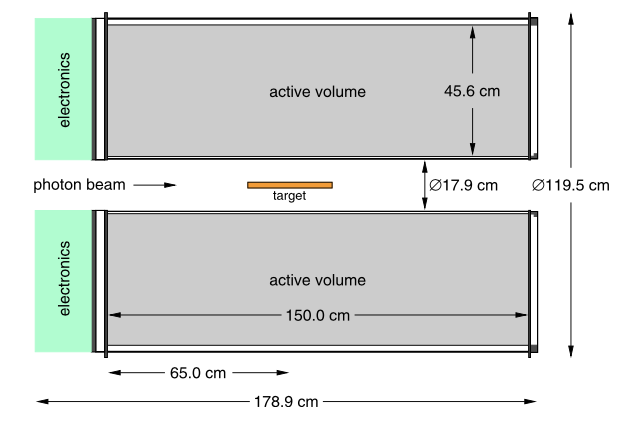 electronics
active volume
45.6 cm
photon beam
target
∅17.9 cm
∅119.5 cm
electronics
active volume
150.0 cm
65.0 cm
178.9 cm